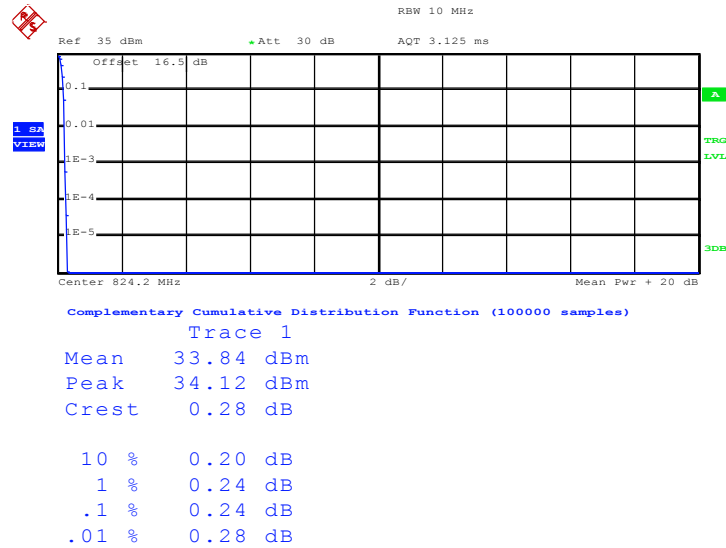 RBW 10 MHz
Ref 35 dBm * Att 30 dB AQT 3.125 ms
Offset 16.5 dB
0.1
A
0.01
1 SA
VIEW
TRG
LVL
1E-3
1E-4
1E-5
3DB
Center 824.2 MHz 2 dB/ Mean Pwr + 20 dB
Complementary Cumulative Distribution Function (100000 samples)
Trace 1
Mean 33.84 dBm
Peak 34.12 dBm
Crest 0.28 dB
10 % 0.20 dB
1 % 0.24 dB
.1 % 0.24 dB
.01 % 0.28 dB